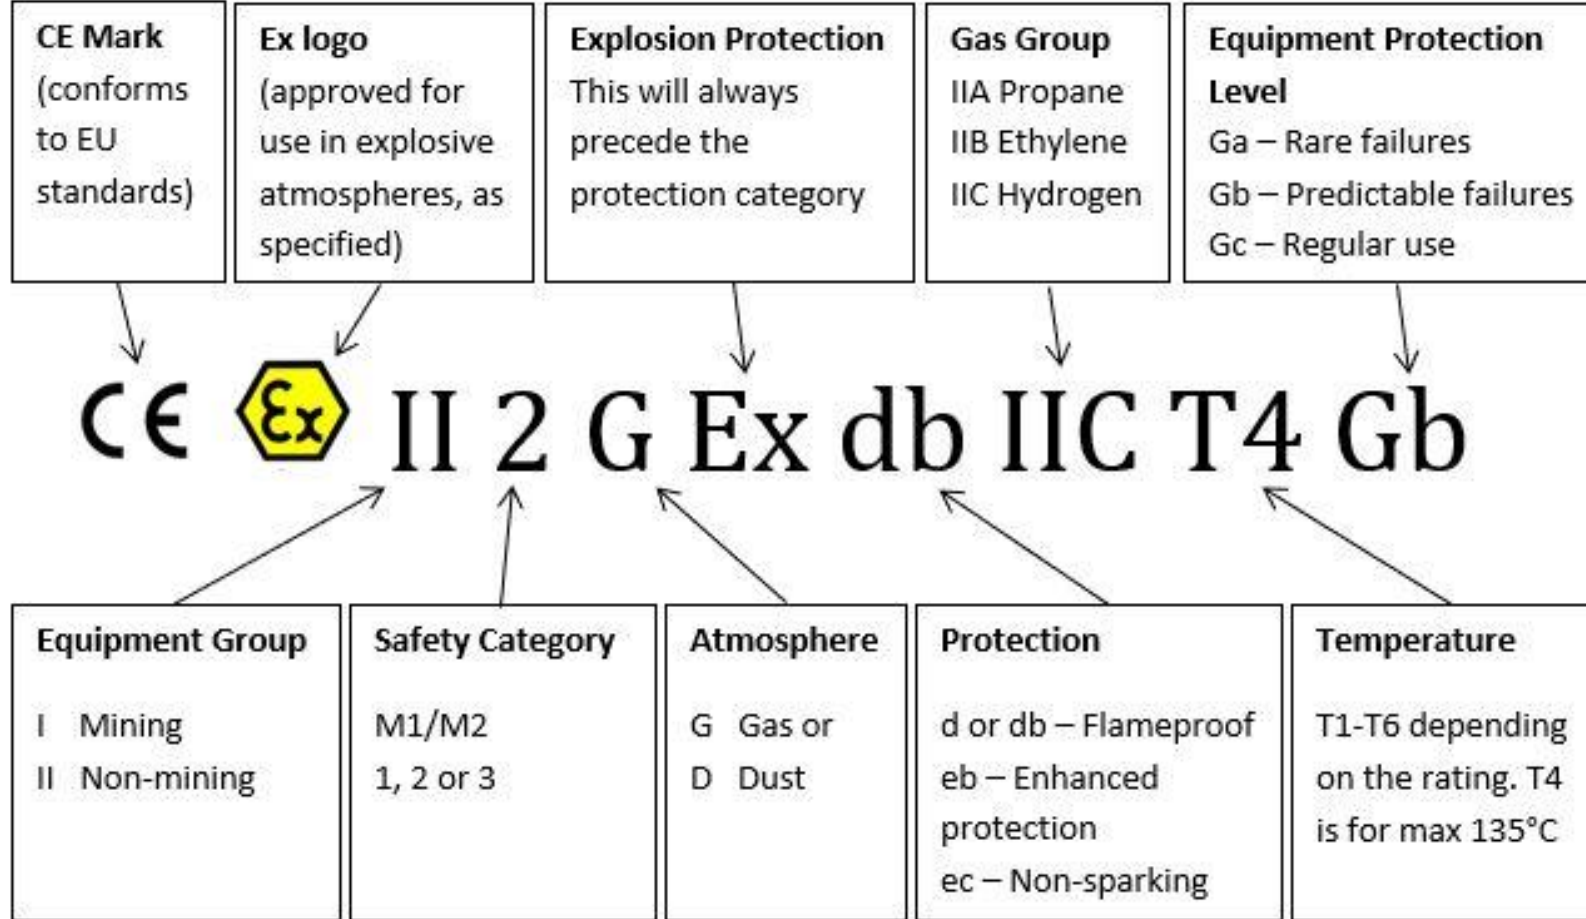 CE Mark
(conforms
to EU
standards)
Ex logo
(approved for
use in explosive
atmospheres, as
specified)
Explosion Protection
This will always
precede the
protection category
Gas Group
IIA Propane
IIB Ethylene
IIC Hydrogen
Equipment Protection
Level
Ga – Rare failures
Gb – Predictable failures
Gc – Regular use
CE Ex II 2 G Ex db IIC T4 Gb
Equipment Group
I Mining
II Non-mining
Safety Category
M1/M2
1, 2 or 3
Atmosphere
G Gas or
D Dust
Protection
d or db – Flameproof
eb – Enhanced
protection
ec – Non-sparking
Temperature
T1-T6 depending
on the rating. T4
is for max 135°C